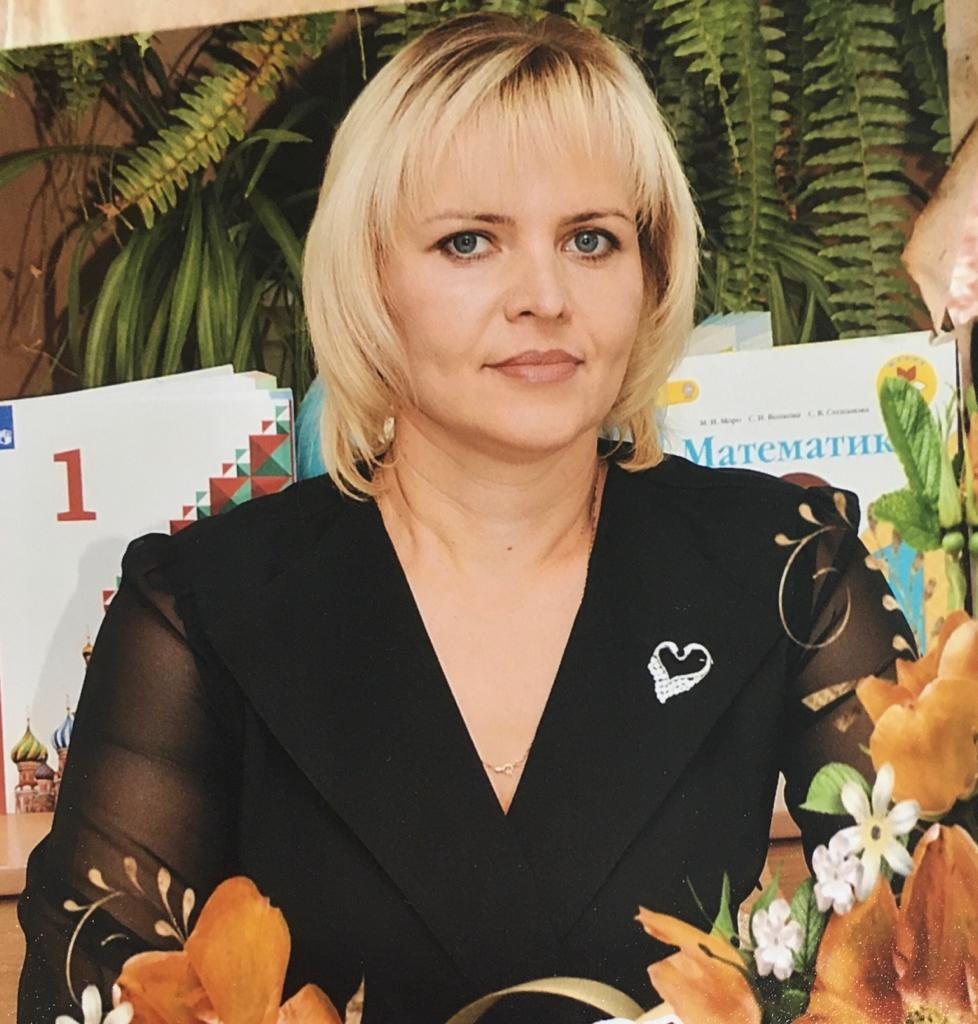 1
М. И. Моро С. И. Волкова С. В. Степанова
Математик